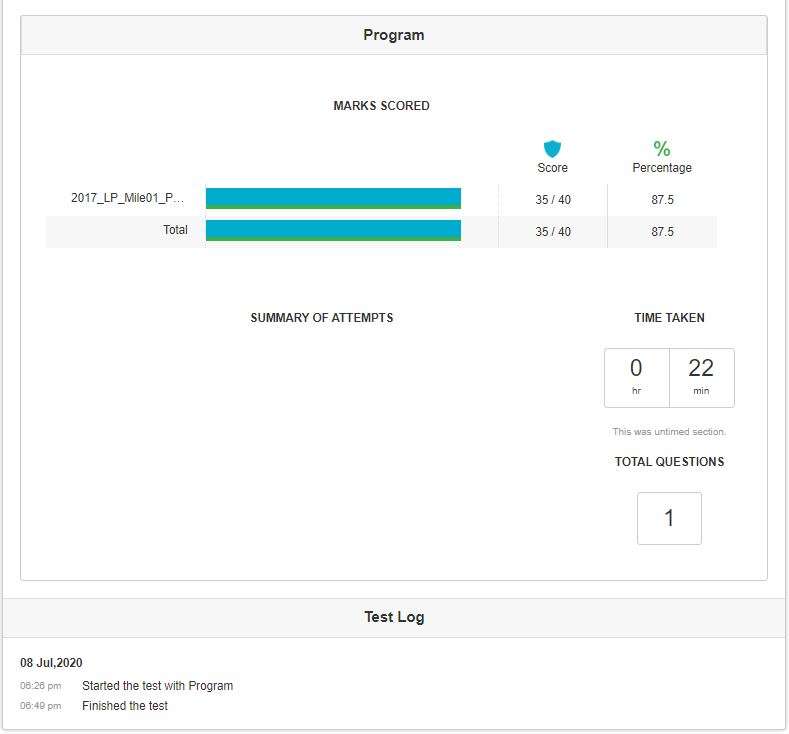 Program
MARKS SCORED
%
Score Percentage
2017_LP_Mile01_P... 35 / 40 87.5
Total 35 / 40 87.5
SUMMARY OF ATTEMPTS TIME TAKEN
0 22
hr min
This was untimed section.
TOTAL QUESTIONS
1
Test Log
08 Jul,2020
06:26 pm Started the test with Program
06:49 pm Finished the test